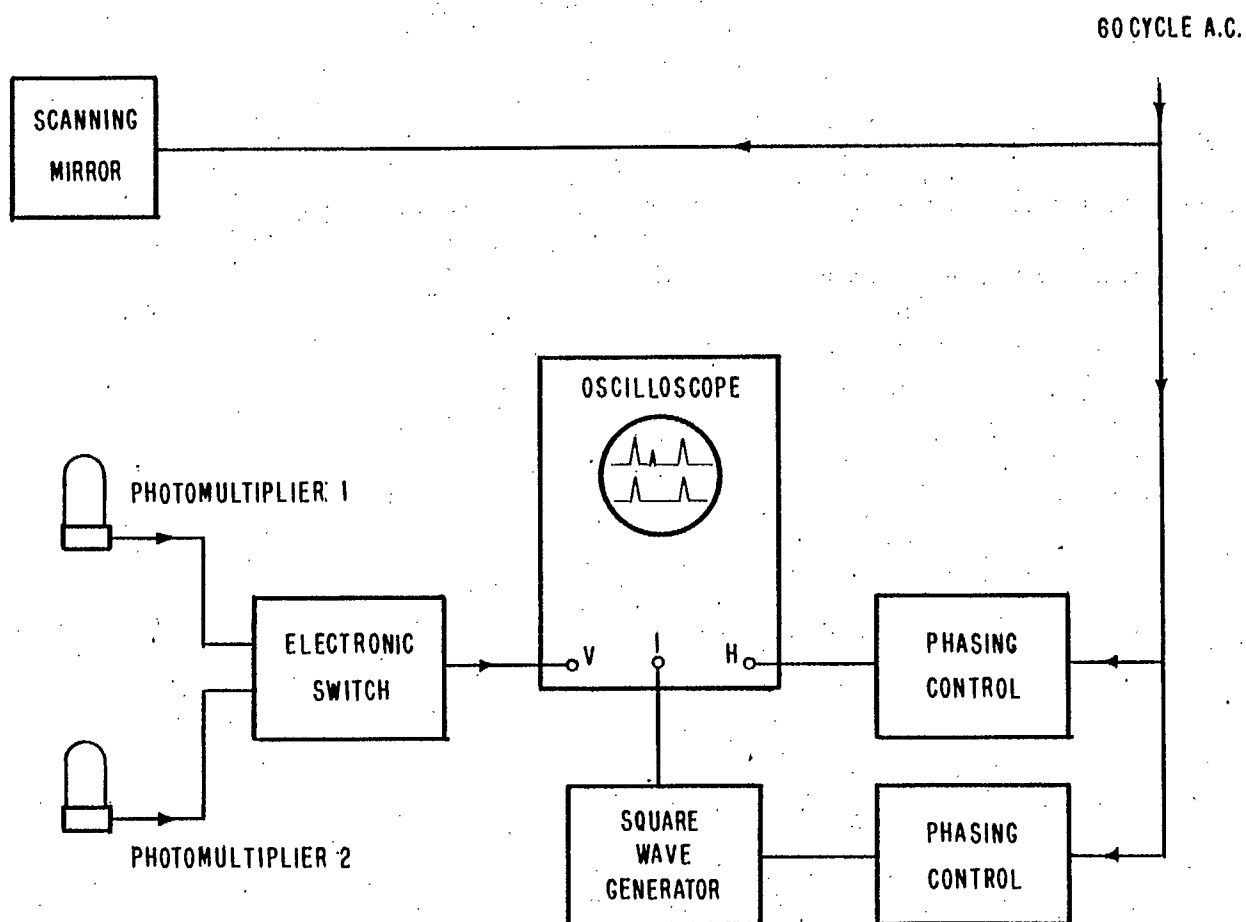 60 CYCLE A.C.
SCANNING
MIRROR
OSCILLOSCOPE
PHOTOMULTIPLIER 1
ELECTRONIC
SWITCH
V
I
H
PHASING
CONTROL
PHOTOMULTIPLIER 2
SQUARE
WAVE
GENERATOR
PHASING
CONTROL